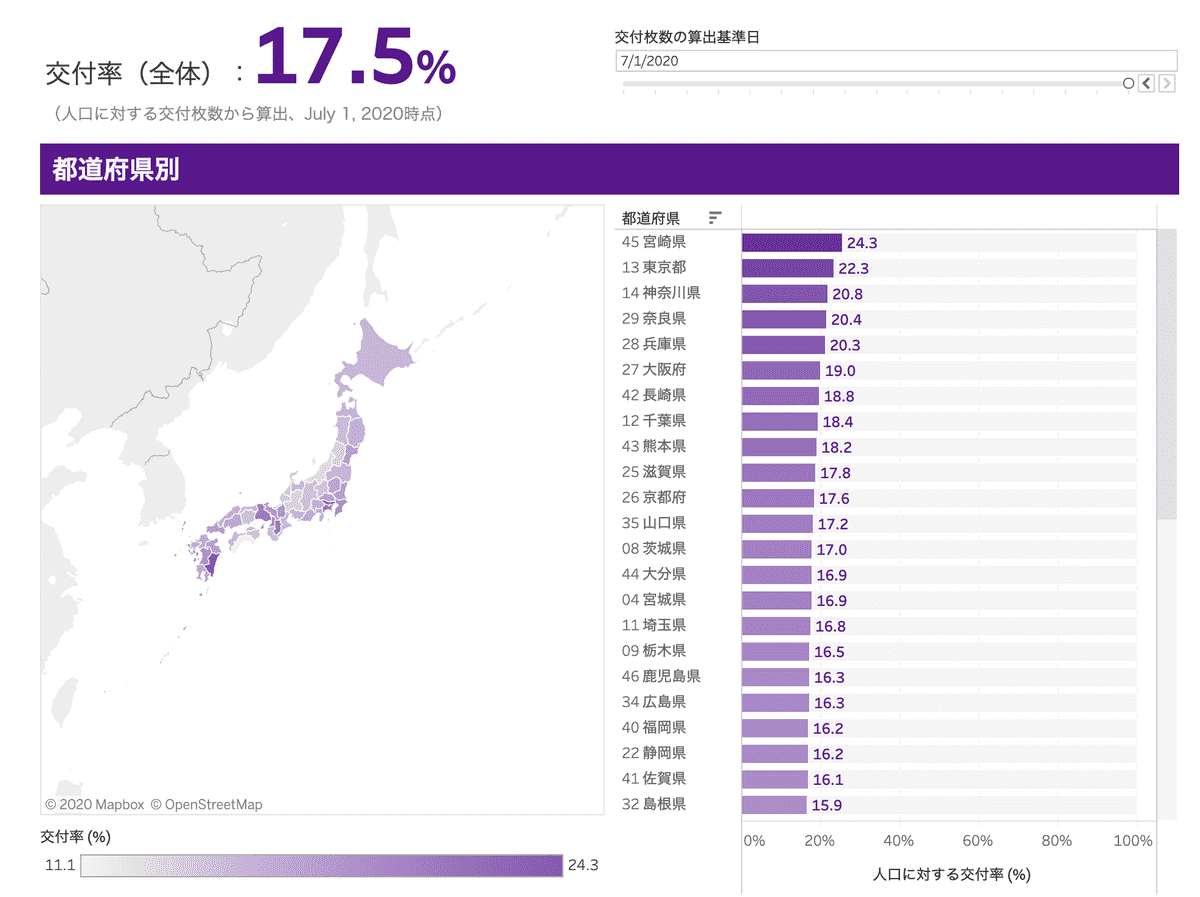 交付率（全体）：17.5%
（人口に対する交付枚数から算出、July 1, 2020時点）
交付枚数の算出基準日
7/1/2020
都道府県別
© 2020 Mapbox © OpenStreetMap
交付率 (%)
11.1 24.3
都道府県
45 宮崎県 24.3
13 東京都 22.3
14 神奈川県 20.8
29 奈良県 20.4
28 兵庫県 20.3
27 大阪府 19.0
42 長崎県 18.8
12 千葉県 18.4
43 熊本県 18.2
25 滋賀県 17.8
26 京都府 17.6
35 山口県 17.2
08 茨城県 17.0
44 大分県 16.9
04 宮城県 16.9
11 埼玉県 16.8
09 栃木県 16.5
46 鹿児島県 16.3
34 広島県 16.3
40 福岡県 16.2
22 静岡県 16.2
41 佐賀県 16.1
32 島根県 15.9
0% 20% 40% 60% 80% 100%
人口に対する交付率 (%)